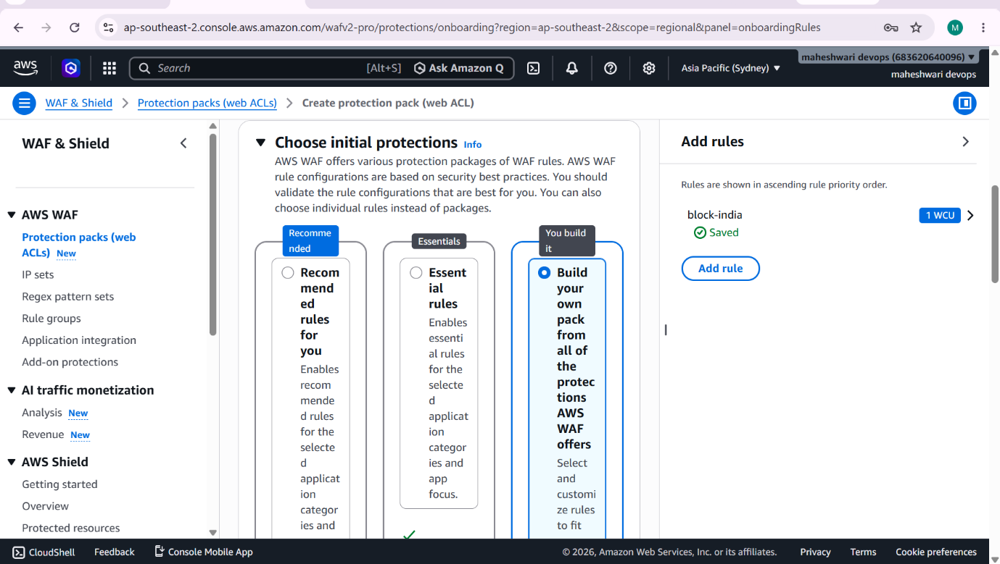 ap-southeast-2.console.aws.amazon.com/wafv2-pro/protections/onboarding?region=ap-southeast-2&scope=regional&panel=onboardingRules
M
aws
Search
[Alt+S]
Ask Amazon Q
Asia Pacific (Sydney) ▼
maheshwari devops (683620640096) ▼
maheshwari devops
WAF & Shield
Protection packs (web ACLs)
Create protection pack (web ACL)
WAF & Shield
AWS WAF
Protection packs (web
ACLs) New
IP sets
Regex pattern sets
Rule groups
Application integration
Add-on protections
AI traffic monetization
Analysis New
Revenue New
AWS Shield
Getting started
Overview
Protected resources
Choose initial protections Info
AWS WAF offers various protection packages of WAF rules. AWS WAF
rule configurations are based on security best practices. You should
validate the rule configurations that are best for you. You can also
choose individual rules instead of packages.
Recomme
nded
Recom
mend
ed
rules
for
you
Enables
recom
mende
d rules
for the
selecte
d
applicat
ion
categor
ies and
Essentials
Essent
ial
rules
Enables
essenti
al rules
for the
selecte
d
applicat
ion
categor
ies and
app
focus.
You build
it
Build
your
own
pack
from
all of
the
protec
tions
AWS
WAF
offers
Select
and
customi
ze rules
to fit
Add rules
Rules are shown in ascending rule priority order.
block-india
1 WCU
Saved
Add rule
CloudShell
Feedback
Console Mobile App
© 2026, Amazon Web Services, Inc. or its affiliates.
Privacy
Terms
Cookie preferences